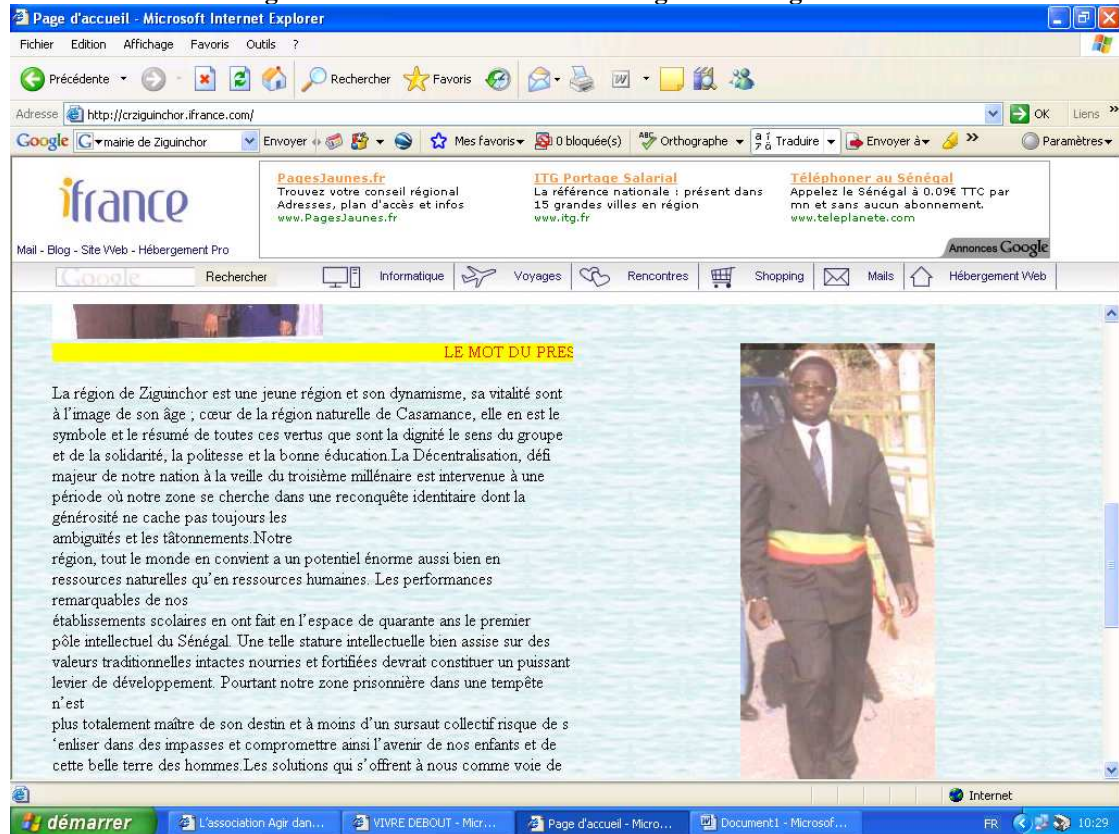 Page d'accueil - Microsoft Internet Explorer
Fichier Edition Affichage Favoris Outils ?
Précédente Rechercher Favoris
Adresse http://crziguinchor.ifrance.com/ OK Liens »
Google G mairie de Ziguinchor Envoyer Mes favoris 0 bloquée(s) Orthographe Traduire Envoyer à » Paramètres
ifrance
Mail - Blog - Site Web - Hébergement Pro
PagesJaunes.fr
Trouvez votre conseil régional
Adresses, plan d'accès et infos
www.PagesJaunes.fr
ITG Portage Salarial
La référence nationale : présent dans
15 grandes villes en région
www.itg.fr
Téléphoner au Sénégal
Appelez le Sénégal à 0.09€ TTC par
mn et sans aucun abonnement.
www.teleplanete.com
Annonces Google
Google Rechercher Informatique Voyages Rencontres Shopping Mails Hébergement Web
LE MOT DU PRES
La région de Ziguinchor est une jeune région et son dynamisme, sa vitalité sont
à l'image de son âge ; cœur de la région naturelle de Casamance, elle en est le
symbole et le résumé de toutes ces vertus que sont la dignité le sens du groupe
et de la solidarité, la politesse et la bonne éducation.La Décentralisation, défi
majeur de notre nation à la veille du troisième millénaire est intervenue à une
période où notre zone se cherche dans une reconquête identitaire dont la
générosité ne cache pas toujours les
ambiguïtés et les tâtonnements.Notre
région, tout le monde en convient a un potentiel énorme aussi bien en
ressources naturelles qu'en ressources humaines. Les performances
remarquables de nos
établissements scolaires en ont fait en l'espace de quarante ans le premier
pôle intellectuel du Sénégal. Une telle stature intellectuelle bien assise sur des
valeurs traditionnelles intactes nourries et fortifiées devrait constituer un puissant
levier de développement. Pourtant notre zone prisonnière dans une tempête
n'est
plus totalement maître de son destin et à moins d'un sursaut collectif risque de s
'enliser dans des impasses et compromettre ainsi l'avenir de nos enfants et de
cette belle terre des hommes.Les solutions qui s'offrent à nous comme voie de
Internet
démarrer L'association Agir dan... VIVRE DEBOUT - Micr... Page d'accueil - Micro... Document1 - Microsof... FR 10:29